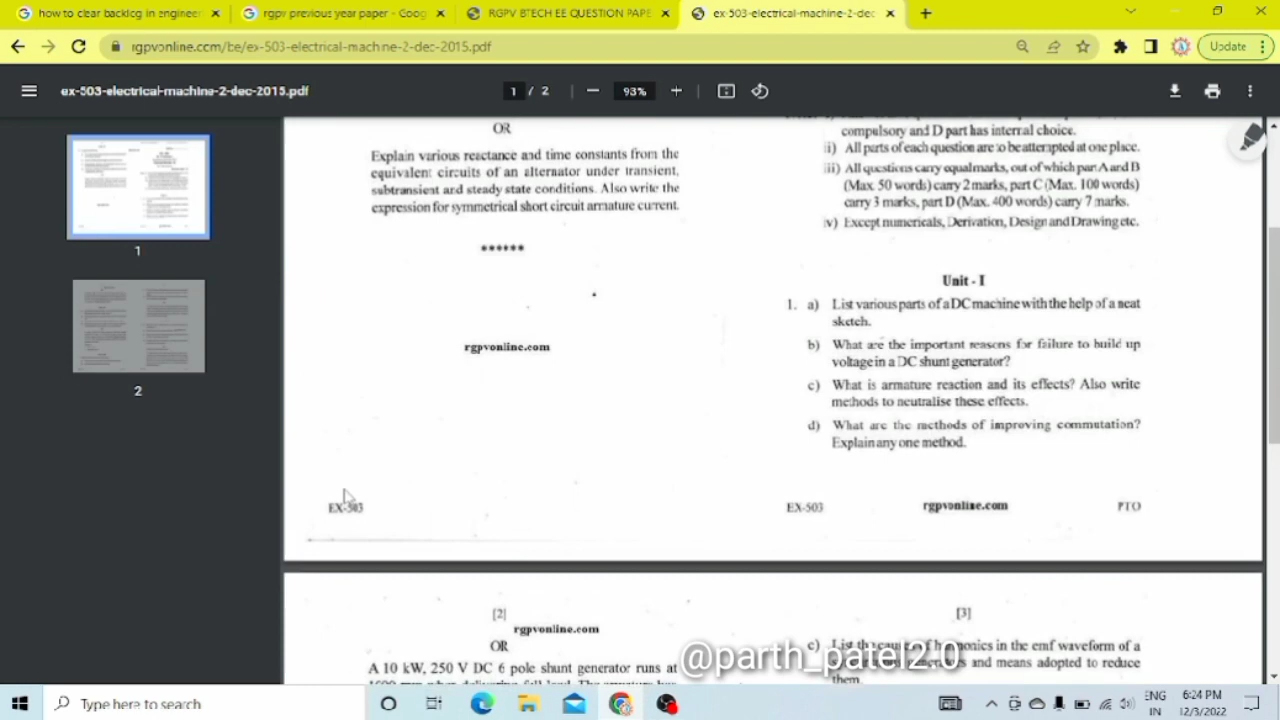 how to clear backlog in engineer
rgpv previous year paper - Goog
RGPV BTECH EE QUESTION PAPE
ex-503-electrical-machine-2-dec
rgpvonline.com/be/ex-503-electrical-machine-2-dec-2015.pdf
Update
ex-503-electrical-machine-2-dec-2015.pdf
1 / 2
93%
1
2
OR
Explain various reactance and time constants from the
equivalent circuits of an alternator under transient,
subtransient and steady state conditions. Also write the
expression for symmetrical short circuit armature current.
******
rgpvonline.com
EX-503
compulsory and D part has internal choice.
ii) All parts of each question are to be attempted at one place.
iii) All questions carry equal marks, out of which part A and B
(Max. 50 words) carry 2 marks, part C (Max. 100 words)
carry 3 marks, part D (Max. 400 words) carry 7 marks.
iv) Except numericals, Derivation, Design and Drawing etc.
Unit - I
1. a) List various parts of a DC machine with the help of a neat
sketch.
b) What are the important reasons for failure to build up
voltage in a DC shunt generator?
c) What is armature reaction and its effects? Also write
methods to neutralise these effects.
d) What are the methods of improving commutation?
Explain any one method.
EX-503
rgpvonline.com
PTO
[2]
rgpvonline.com
OR
A 10 kW, 250 V DC 6 pole shunt generator runs at
[3]
c) List the causes of harmonics in the emf waveform of a
and means adopted to reduce
them.
@parth_patel2.0
Type here to search
ENG
IN
6:24 PM
12/3/2022